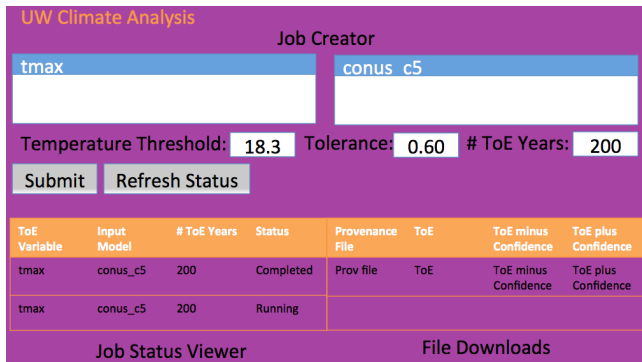 UW Climate Analysis
Job Creator
tmax
conus_c5
Temperature Threshold: 18.3 Tolerance: 0.60 # ToE Years: 200
Submit Refresh Status
ToE Variable Input Model # ToE Years Status Provenance File ToE ToE minus Confidence ToE plus Confidence
tmax conus_c5 200 Completed Prov file ToE ToE minus Confidence ToE plus Confidence
tmax conus_c5 200 Running
Job Status Viewer File Downloads